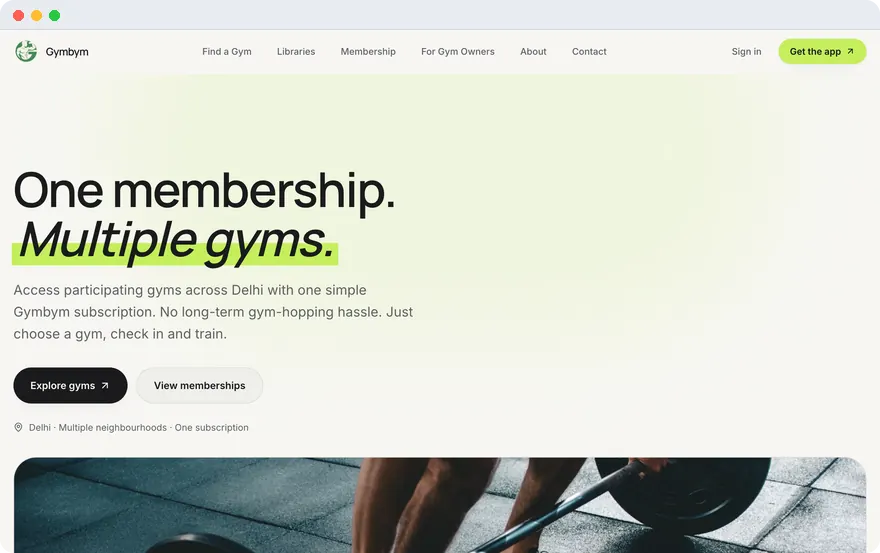 Gymbym
Find a Gym
Libraries
Membership
For Gym Owners
About
Contact
Sign in
Get the app
One membership.
Multiple gyms.
Access participating gyms across Delhi with one simple
Gymbym subscription. No long-term gym-hopping hassle. Just
choose a gym, check in and train.
Explore gyms
View memberships
Delhi · Multiple neighbourhoods · One subscription